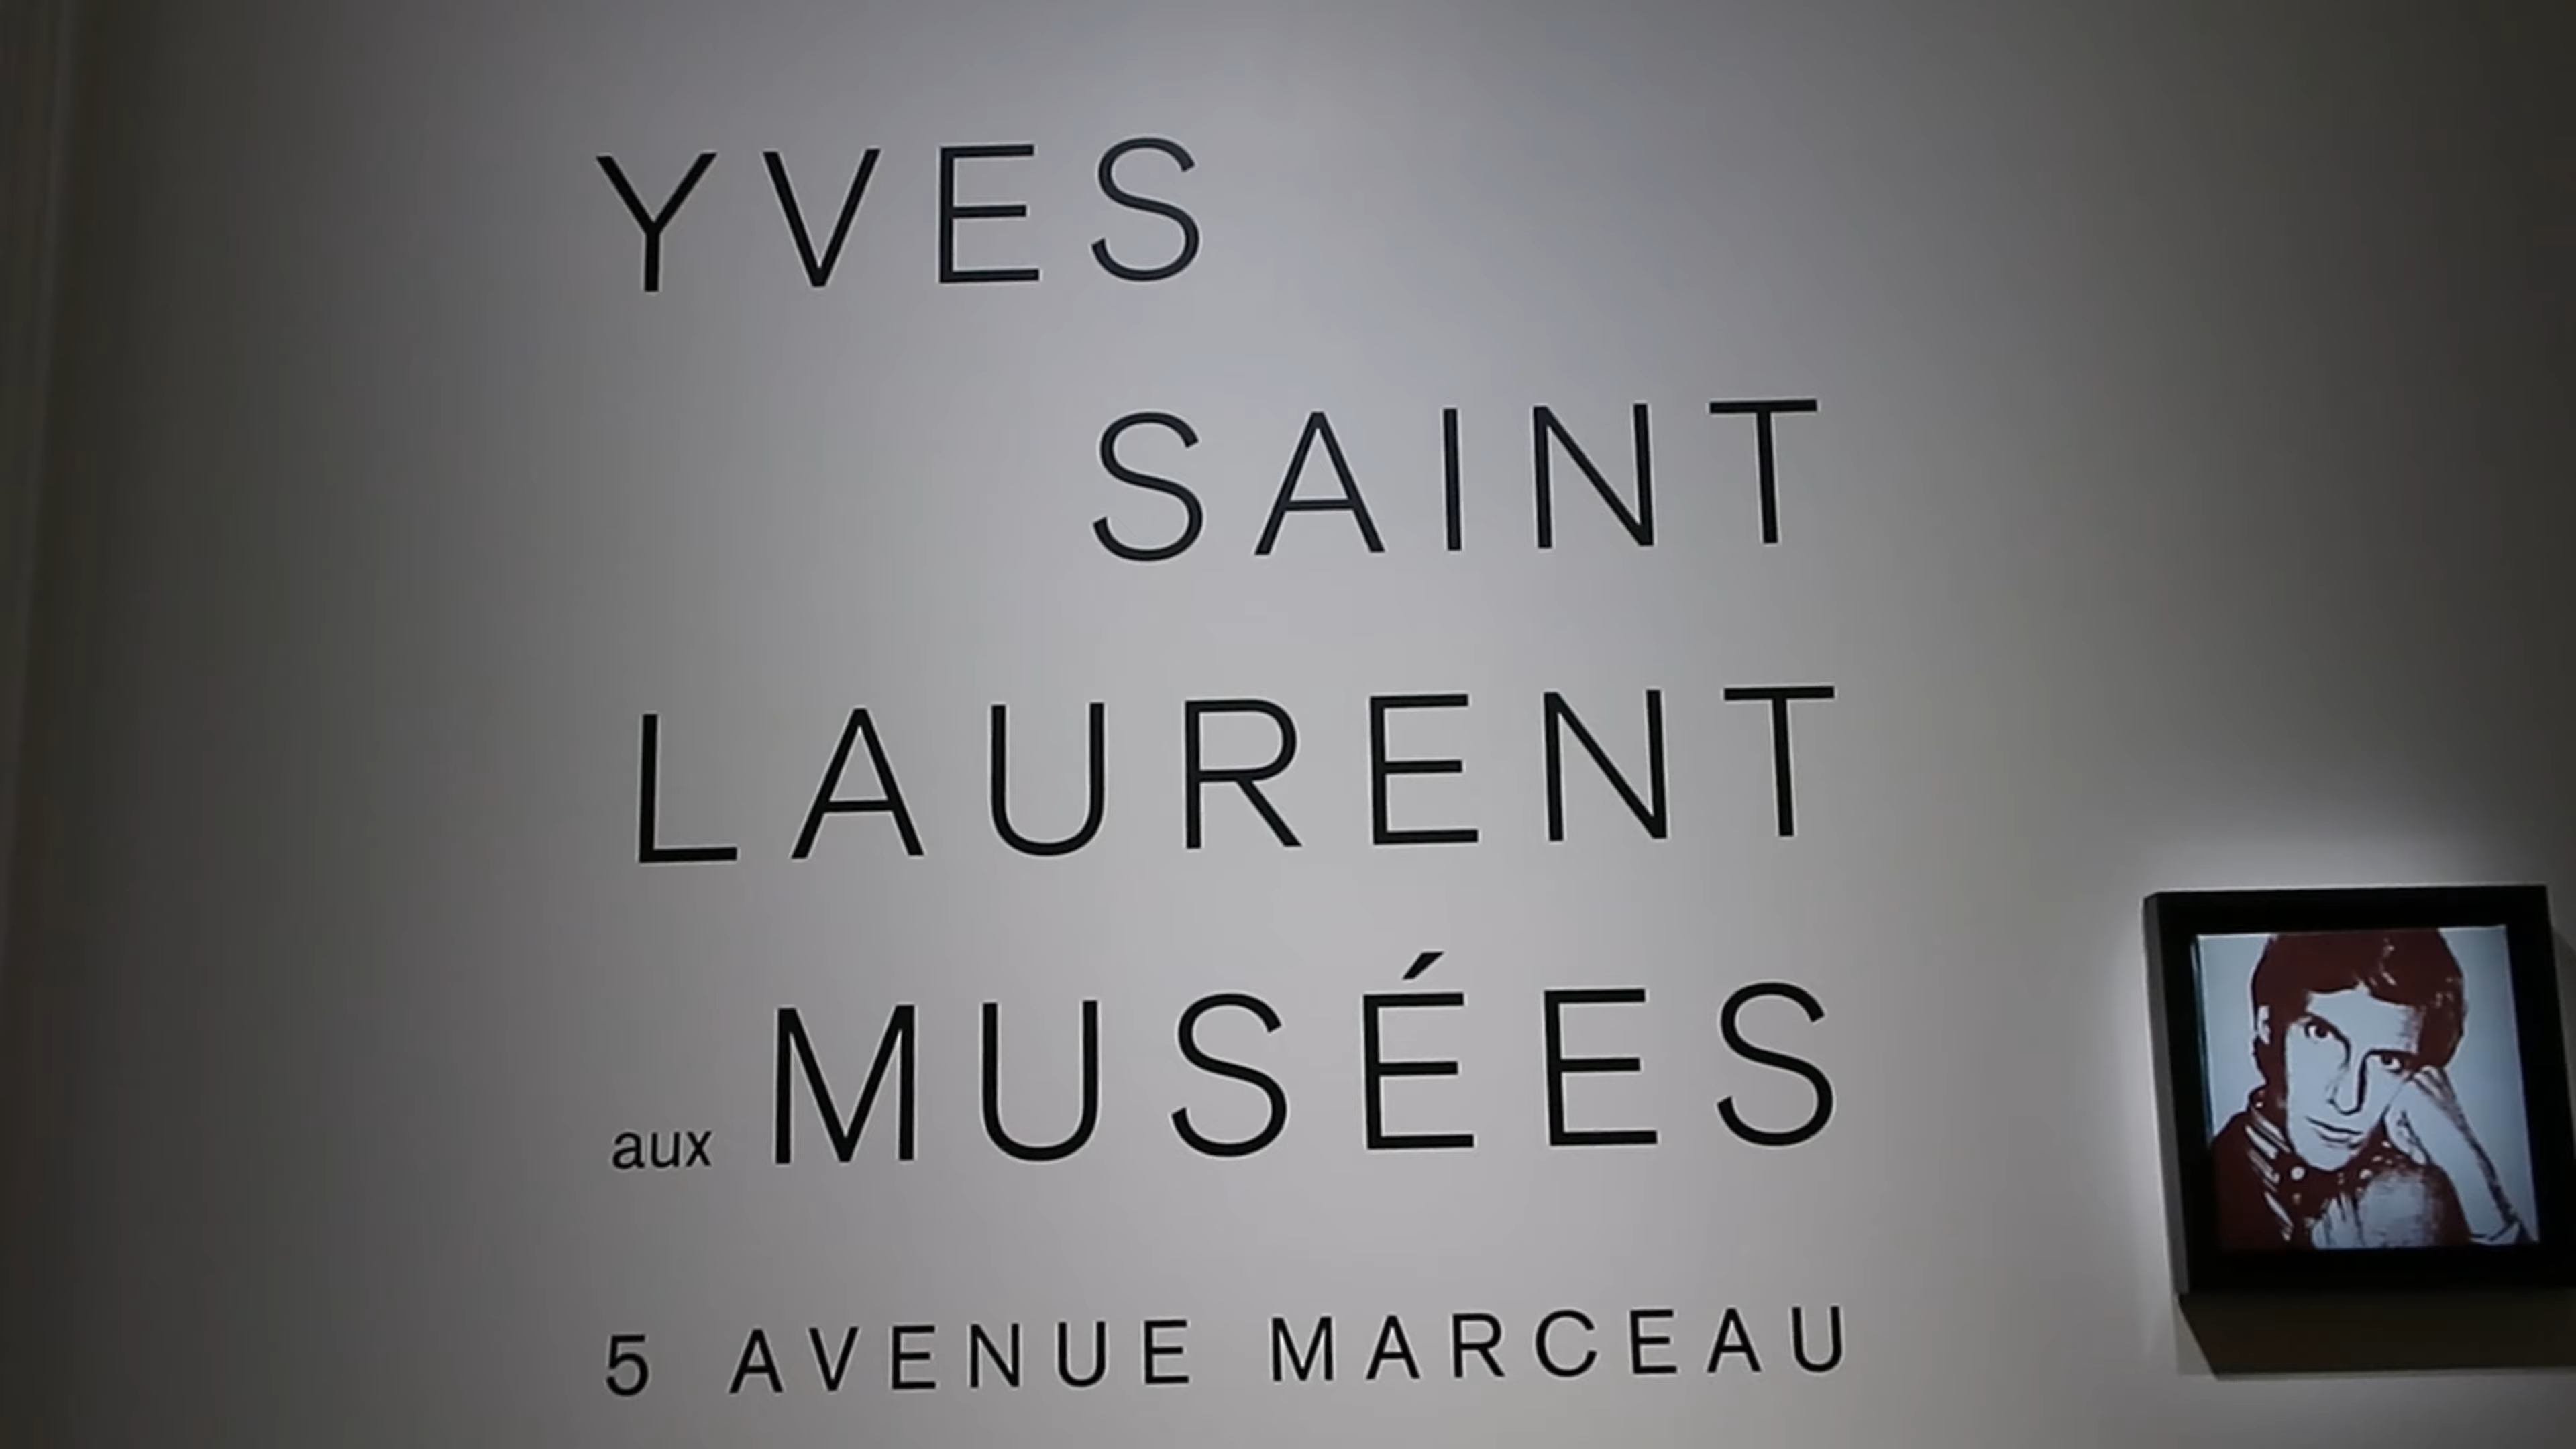 YVES
SAINT
LAURENT
aux MUSÉES
5 AVENUE MARCEAU